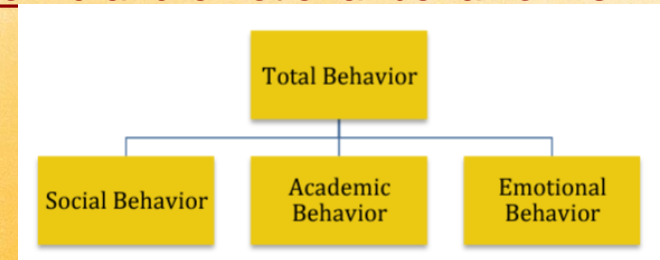 Total Behavior
Social Behavior
Academic
Behavior
Emotional
Behavior